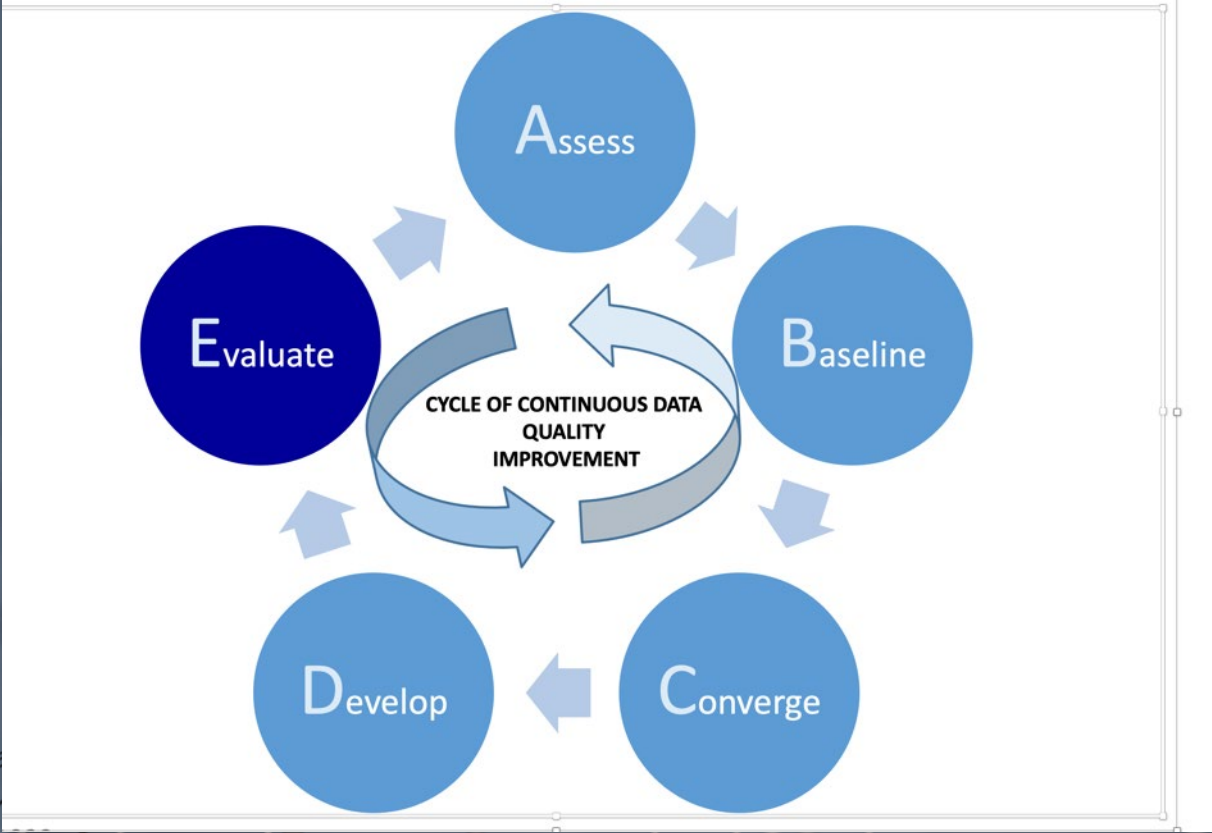 Assess
Evaluate
Baseline
CYCLE OF CONTINUOUS DATA
QUALITY
IMPROVEMENT
Develop
Converge